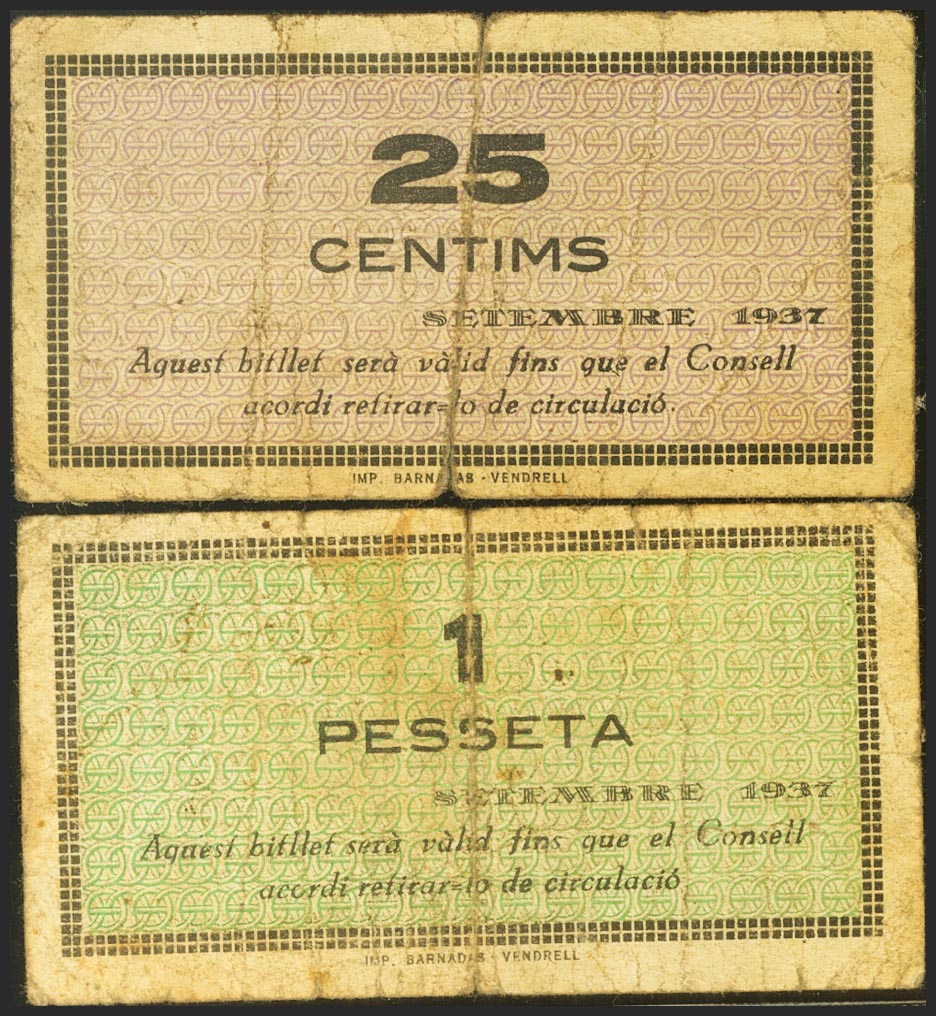 25
CENTIMS
SETEMBRE 1937
Aquest bitllet serà vàlid fins que el Consell
acordi retirar=lo de circulació.
IMP. BARNADAS - VENDRELL
1
PESSETA
SETEMBRE 1937
Aquest bitllet serà vàlid fins que el Consell
acordi retirar=lo de circulació
IMP. BARNADAS - VENDRELL